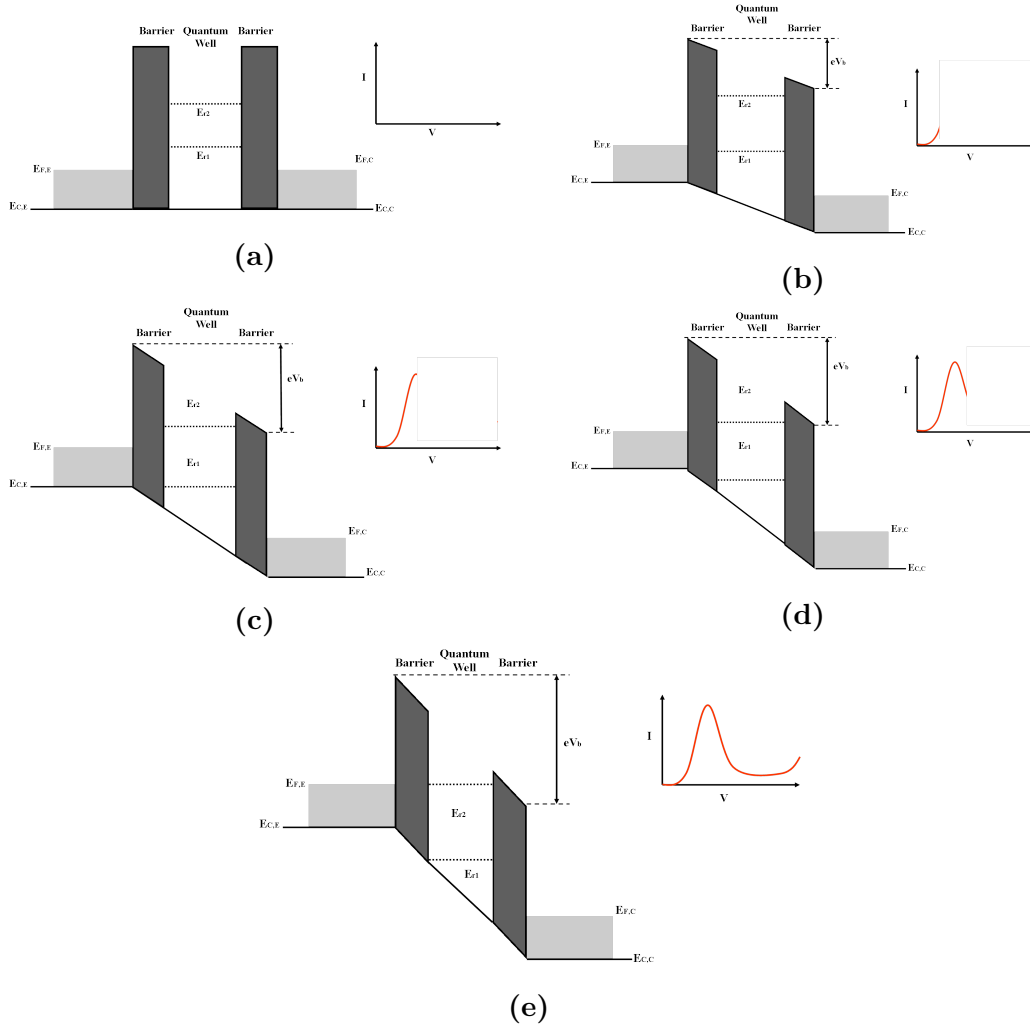 Barrier Quantum Well Barrier
I
V
Er2
Er1
EF,E
EF,C
EC,E
EC,C
(a)
Quantum Well
Barrier Barrier
eVb
I
V
Er2
Er1
EF,E
EF,C
EC,E
EC,C
(b)
Quantum Well
Barrier Barrier
eVb
I
V
Er2
Er1
EF,E
EC,E
EF,C
EC,C
(c)
Quantum Well
Barrier Barrier
eVb
I
V
Er2
EF,E
Er1
EC,E
EF,C
EC,C
(d)
Barrier Quantum Well Barrier
I
eVb
V
EF,E
Er2
EC,E
Er1
EF,C
EC,C
(e)